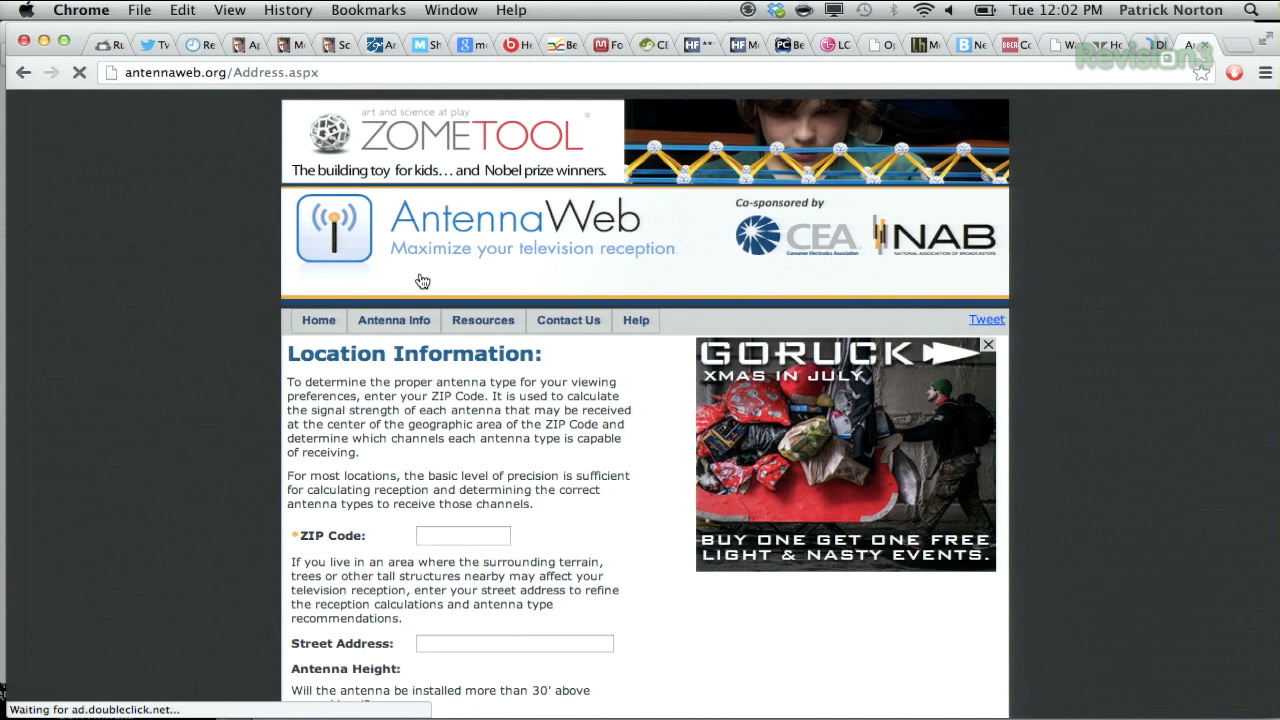 Chrome File Edit View History Bookmarks Window Help Tue 12:02 PM Patrick Norton
Revision3
antennaweb.org/Address.aspx
art and science at play
ZOMETOOL
The building toy for kids...and Nobel prize winners.
AntennaWeb
Maximize your television reception
Co-sponsored by
CEA
Consumer Electronics Association
NAB
NATIONAL ASSOCIATION OF BROADCASTERS
Home Antenna Info Resources Contact Us Help Tweet
Location Information:
To determine the proper antenna type for your viewing
preferences, enter your ZIP Code. It is used to calculate
the signal strength of each antenna that may be received
at the center of the geographic area of the ZIP Code and
determine which channels each antenna type is capable
of receiving.
For most locations, the basic level of precision is sufficient
for calculating reception and determining the correct
antenna types to receive those channels.
*ZIP Code:
If you live in an area where the surrounding terrain,
trees or other tall structures nearby may affect your
television reception, enter your street address to refine
the reception calculations and antenna type
recommendations.
Street Address:
Antenna Height:
Will the antenna be installed more than 30' above
GORUCK
XMAS IN JULY
BUY ONE GET ONE FREE
LIGHT & NASTY EVENTS.
Waiting for ad.doubleclick.net...